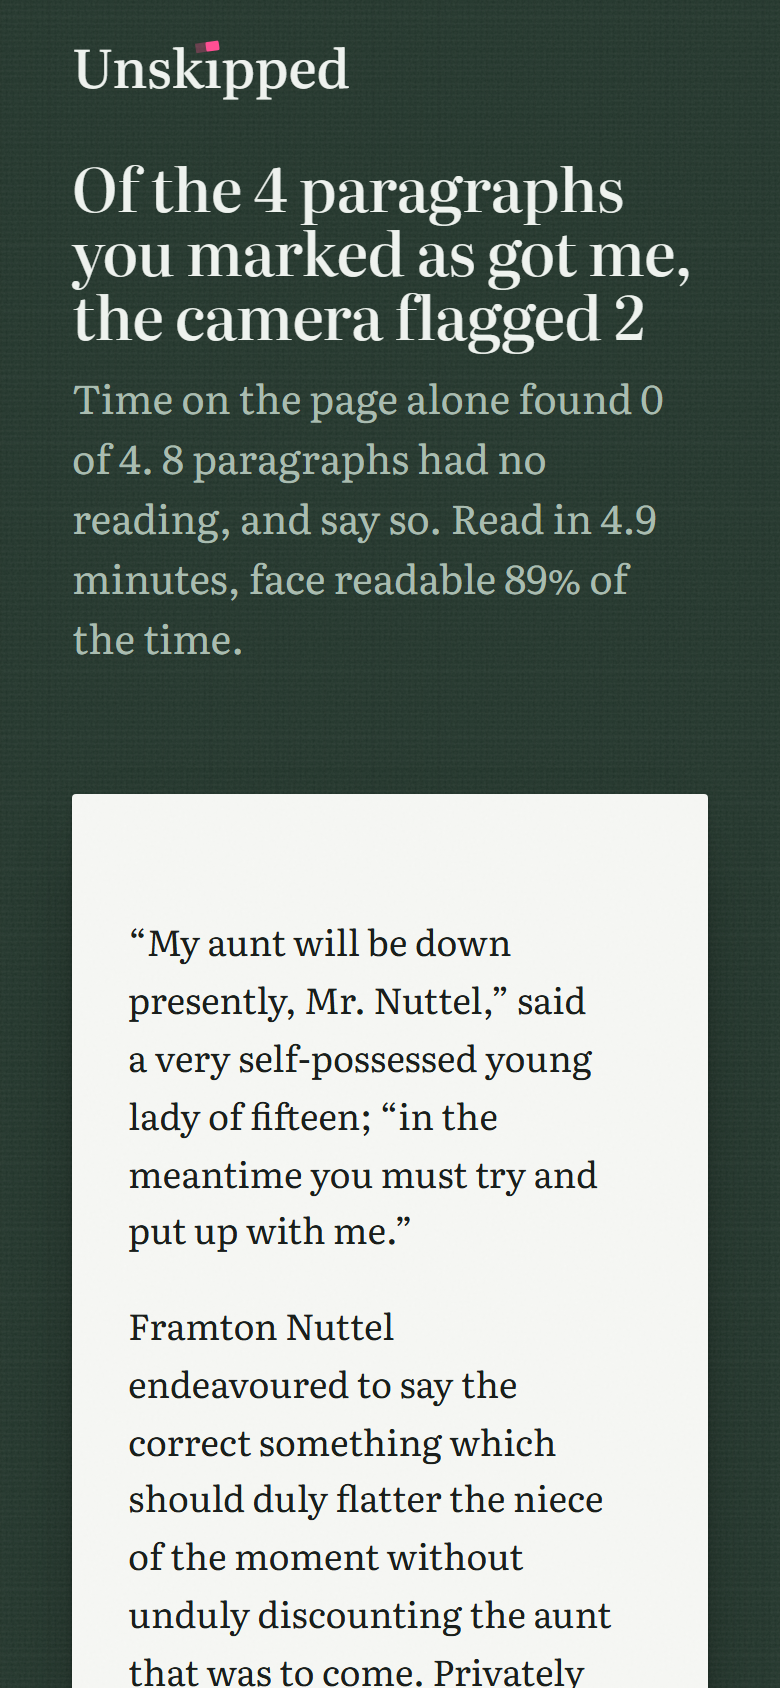 Unskipped
Of the 4 paragraphs
you marked as got me,
the camera flagged 2
Time on the page alone found 0
of 4. 8 paragraphs had no
reading, and say so. Read in 4.9
minutes, face readable 89% of
the time.
“My aunt will be down
presently, Mr. Nuttel,” said
a very self-possessed young
lady of fifteen; “in the
meantime you must try and
put up with me.”
Framton Nuttel
endeavoured to say the
correct something which
should duly flatter the niece
of the moment without
unduly discounting the aunt
that was to come. Privately